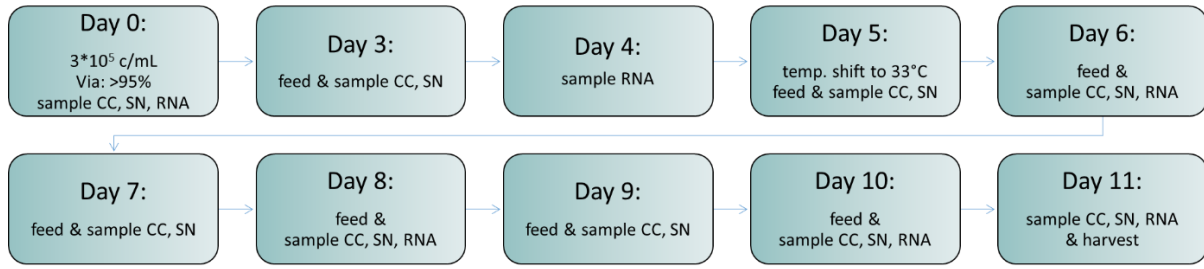 Day 0:
3*10⁵ c/mL
Via: >95%
sample CC, SN, RNA
Day 3:
feed & sample CC, SN
Day 4:
sample RNA
Day 5:
temp. shift to 33°C
feed & sample CC, SN
Day 6:
feed &
sample CC, SN, RNA
Day 7:
feed & sample CC, SN
Day 8:
feed &
sample CC, SN, RNA
Day 9:
feed & sample CC, SN
Day 10:
feed &
sample CC, SN, RNA
Day 11:
sample CC, SN, RNA
& harvest